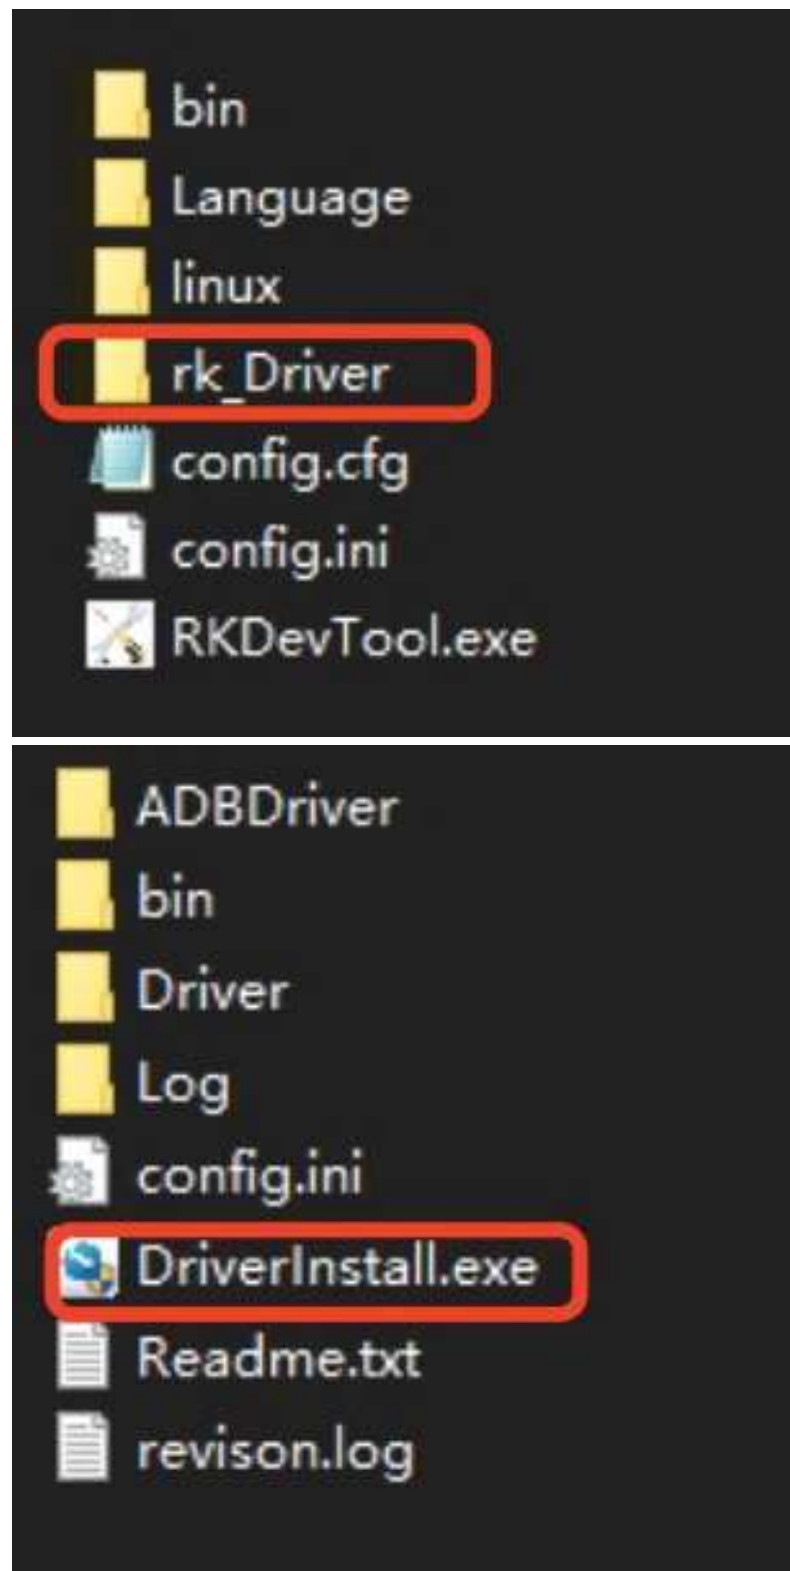 bin
Language
linux
rk_Driver
config.cfg
config.ini
RKDevTool.exe
ADBDriver
bin
Driver
Log
config.ini
DriverInstall.exe
Readme.txt
revison.log